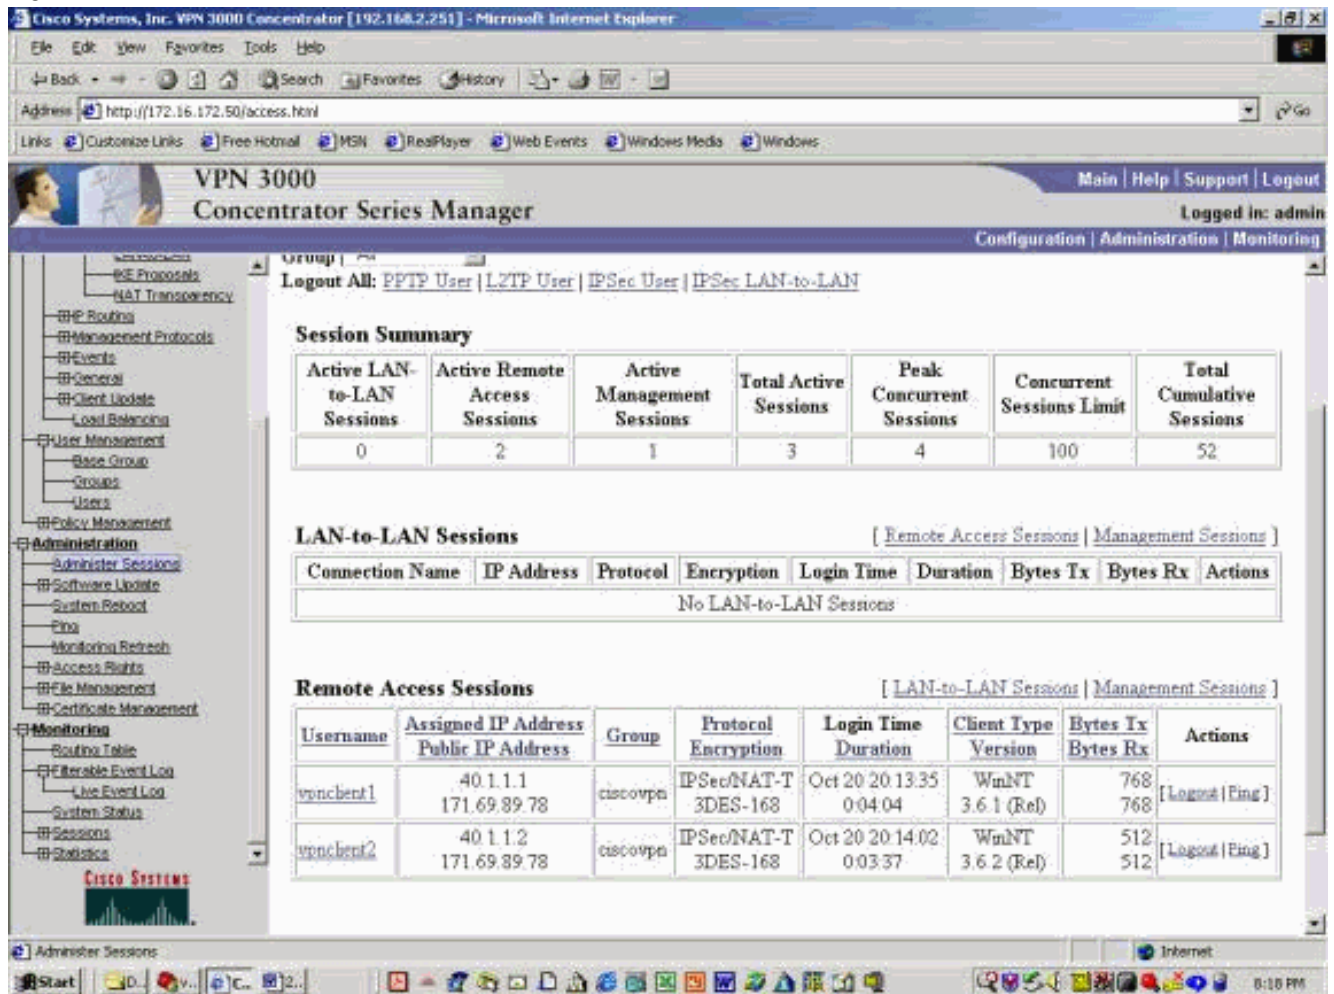 Cisco Systems, Inc. VPN 3000 Concentrator [192.168.2.251] - Microsoft Internet Explorer
File Edit View Favorites Tools Help
Back Search Favorites History
Address http://172.16.172.50/access.html Go
Links Customize Links Free Hotmail MSN RealPlayer Web Events Windows Media Windows
VPN 3000
Concentrator Series Manager
Main | Help | Support | Logout
Logged in: admin
Configuration | Administration | Monitoring
IKE Proposals
NAT Transparency
IP Routing
Management Protocols
Events
General
Client Update
Load Balancing
User Management
Base Group
Groups
Users
Policy Management
Administration
Administer Sessions
Software Update
System Reboot
Ping
Monitoring Refresh
Access Rights
File Management
Certificate Management
Monitoring
Routing Table
Filterable Event Log
Live Event Log
System Status
Sessions
Statistics
CISCO SYSTEMS
Group
Logout All: PPTP User | L2TP User | IPSec User | IPSec LAN-to-LAN
Session Summary
Active LAN-to-LAN Sessions Active Remote Access Sessions Active Management Sessions Total Active Sessions Peak Concurrent Sessions Concurrent Sessions Limit Total Cumulative Sessions
0 2 1 3 4 100 52
LAN-to-LAN Sessions [ Remote Access Sessions | Management Sessions ]
Connection Name IP Address Protocol Encryption Login Time Duration Bytes Tx Bytes Rx Actions
No LAN-to-LAN Sessions
Remote Access Sessions [ LAN-to-LAN Sessions | Management Sessions ]
Username Assigned IP Address Public IP Address Group Protocol Encryption Login Time Duration Client Type Version Bytes Tx Bytes Rx Actions
vpnclient1 40.1.1.1 171.69.89.78 ciscovpn IPSec/NAT-T 3DES-168 Oct 20 20:13:35 0:04:04 WinNT 3.6.1 (Rel) 768 768 [ Logout | Ping ]
vpnclient2 40.1.1.2 171.69.89.78 ciscovpn IPSec/NAT-T 3DES-168 Oct 20 20:14:02 0:03:37 WinNT 3.6.2 (Rel) 512 512 [ Logout | Ping ]
Administer Sessions Internet
Start D.. v.. C.. 2.. 8:18 PM